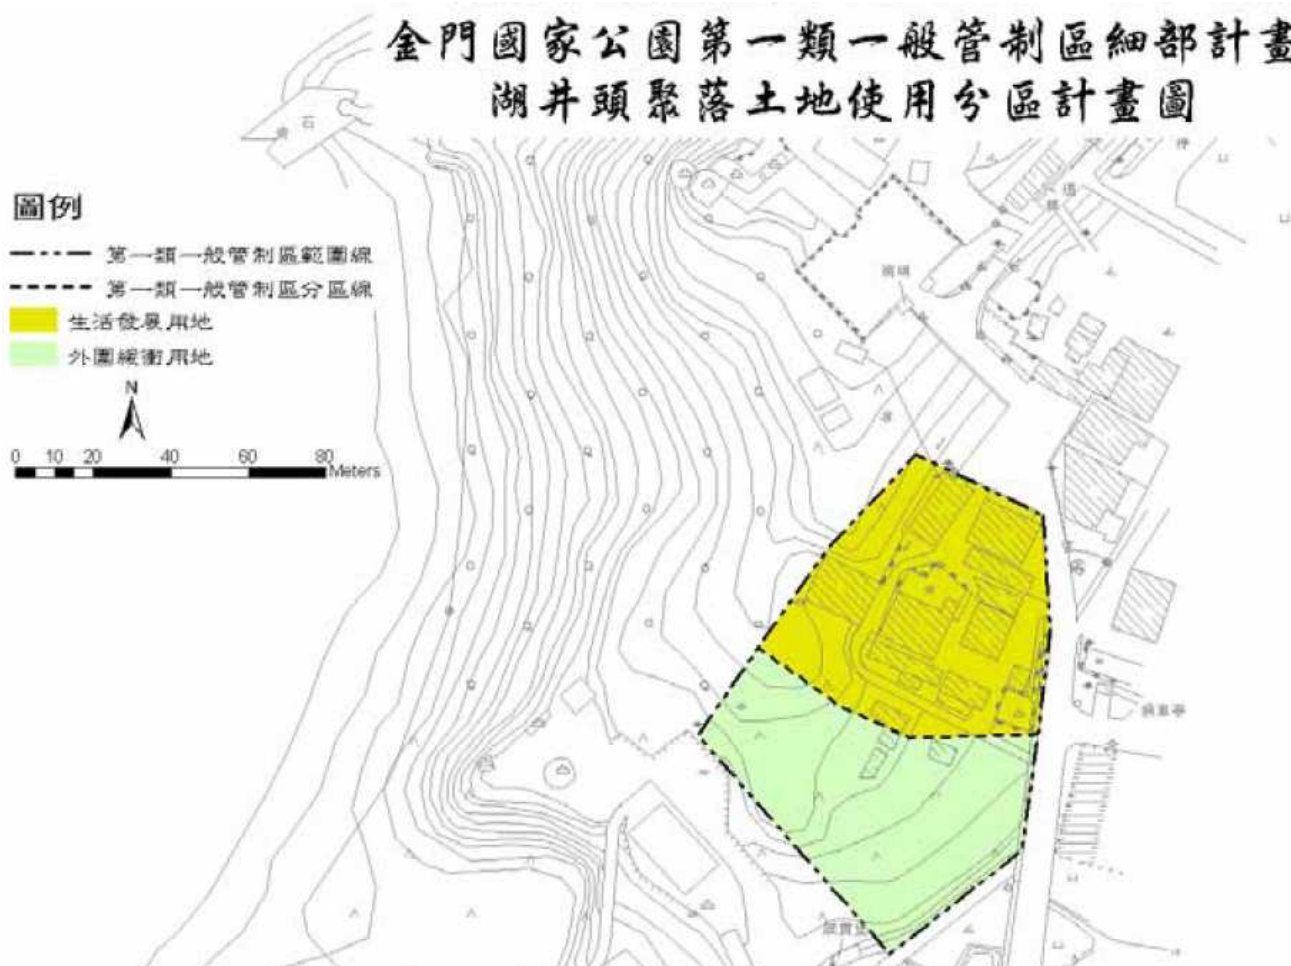 金門國家公園第一類一般管制區細部計畫
湖井頭聚落土地使用分區計畫圖
圖例
第一類一般管制區範圍線
第一類一般管制區分區線
生活發展用地
外圍緩衝用地
N
0 10 20 40 60 80
Meters
石